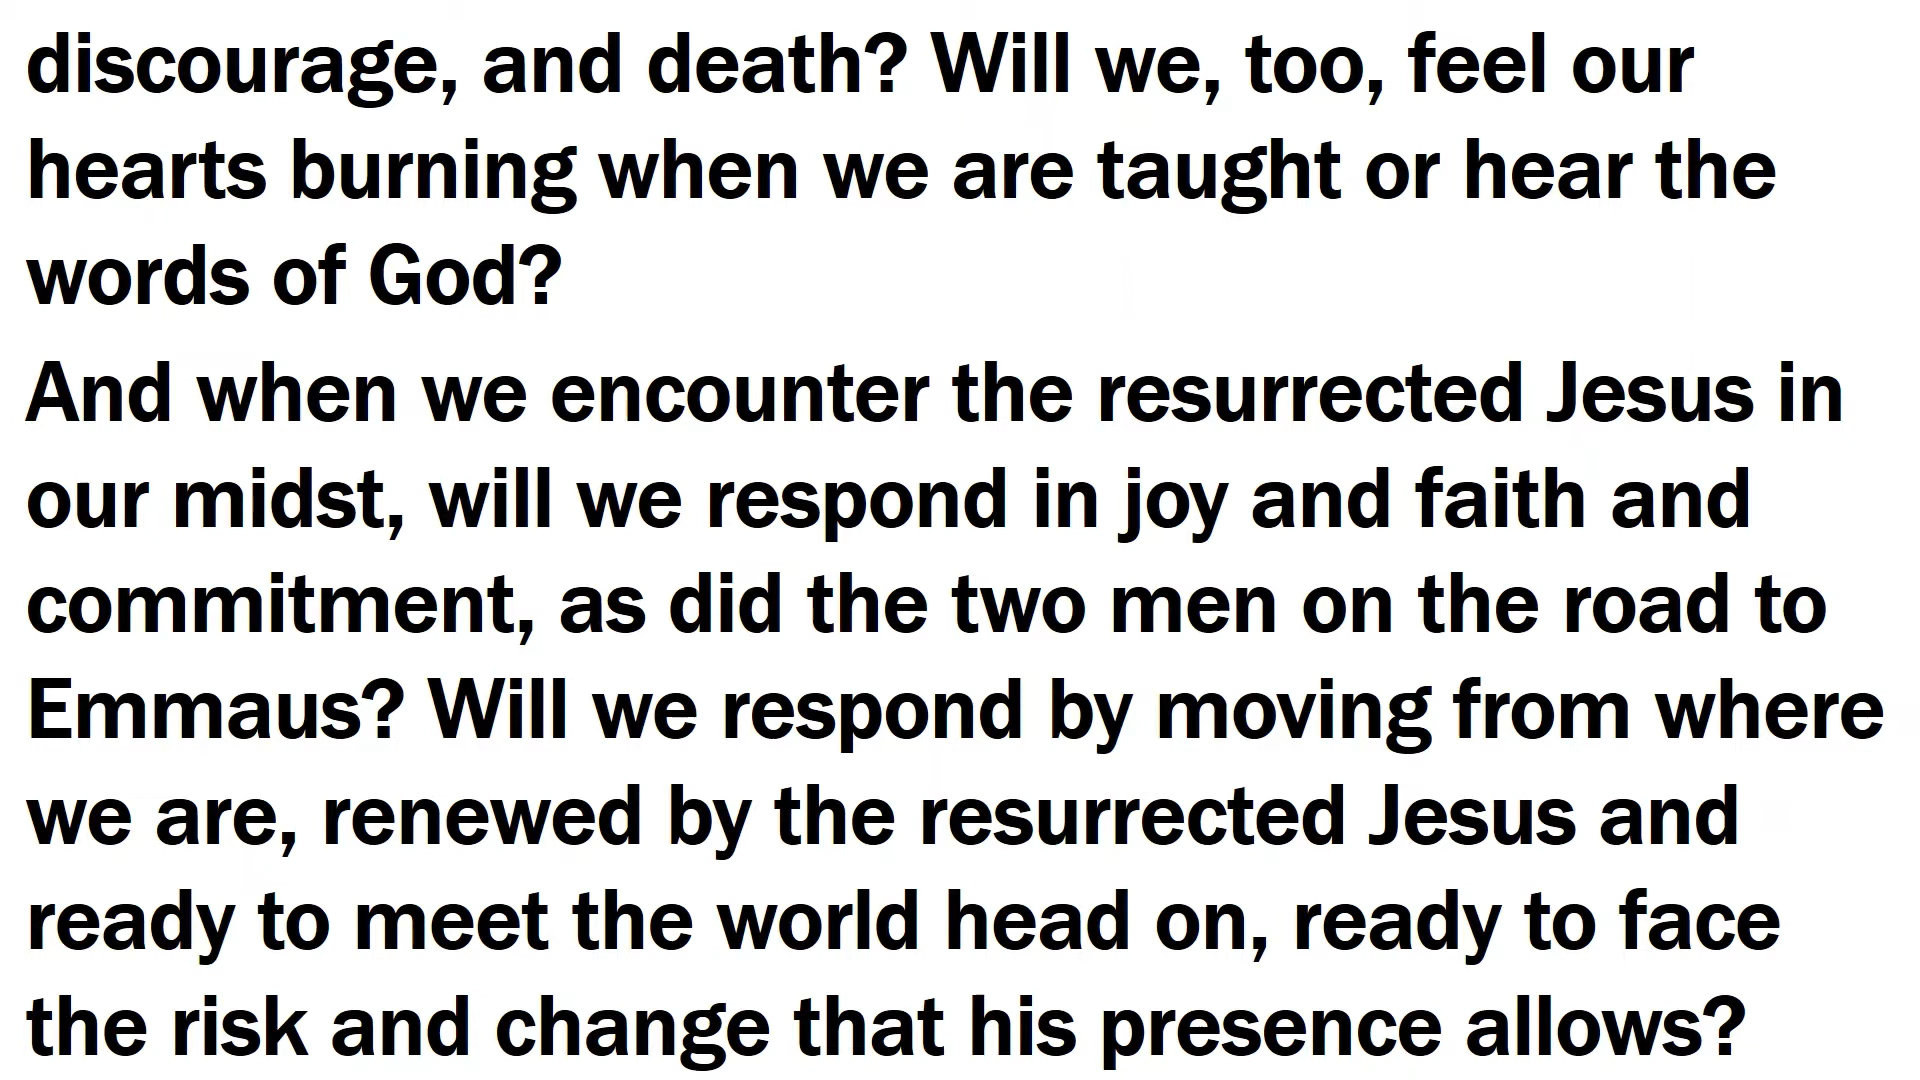 discourage, and death? Will we, too, feel our
hearts burning when we are taught or hear the
words of God?
And when we encounter the resurrected Jesus in
our midst, will we respond in joy and faith and
commitment, as did the two men on the road to
Emmaus? Will we respond by moving from where
we are, renewed by the resurrected Jesus and
ready to meet the world head on, ready to face
the risk and change that his presence allows?